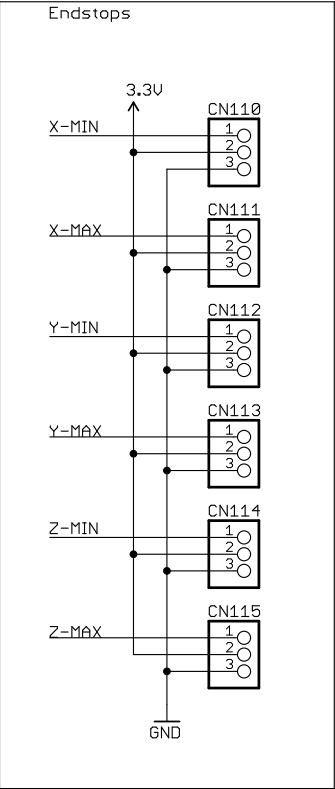 Endstops
3.3V
CN110
X-MIN
1
2
3
CN111
X-MAX
1
2
3
CN112
Y-MIN
1
2
3
CN113
Y-MAX
1
2
3
CN114
Z-MIN
1
2
3
CN115
Z-MAX
1
2
3
GND